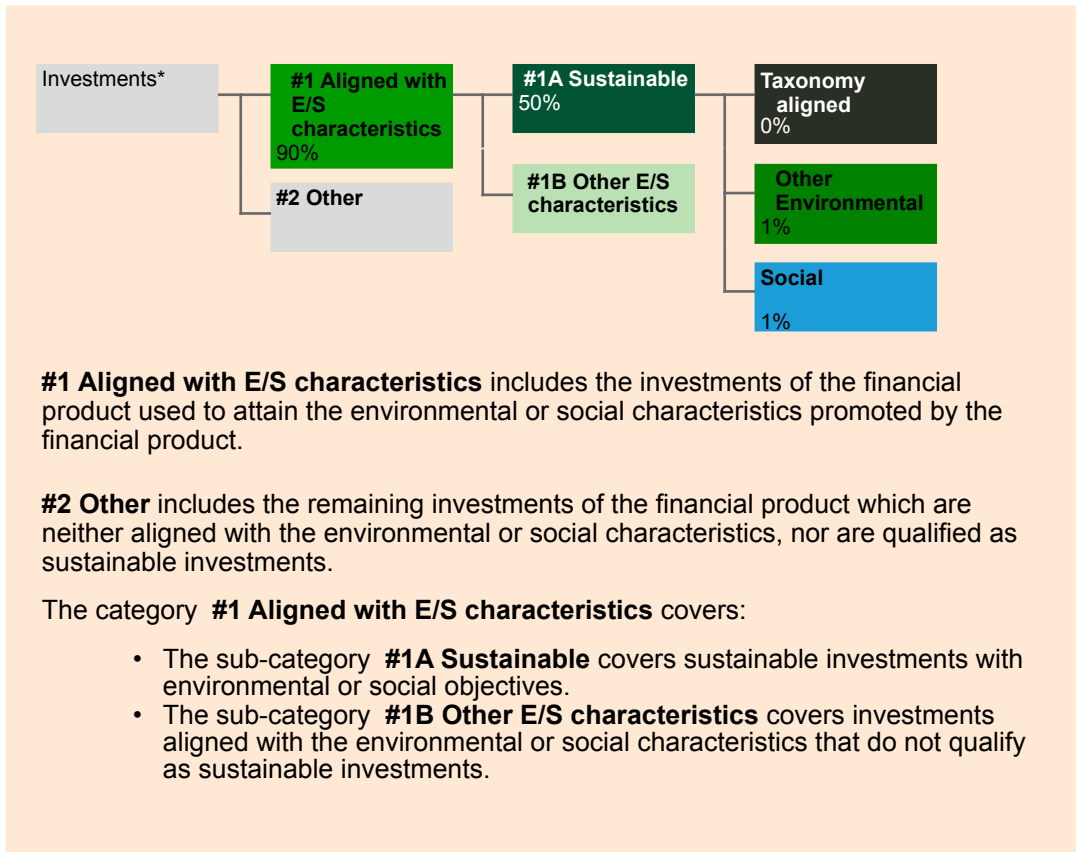 Investments*
#1 Aligned with
E/S
characteristics
90%
#2 Other
#1A Sustainable
50%
#1B Other E/S
characteristics
Taxonomy
aligned
0%
Other
Environmental
1%
Social
1%
#1 Aligned with E/S characteristics includes the investments of the financial
product used to attain the environmental or social characteristics promoted by the
financial product.
#2 Other includes the remaining investments of the financial product which are
neither aligned with the environmental or social characteristics, nor are qualified as
sustainable investments.
The category #1 Aligned with E/S characteristics covers:
• The sub-category #1A Sustainable covers sustainable investments with
environmental or social objectives.
• The sub-category #1B Other E/S characteristics covers investments
aligned with the environmental or social characteristics that do not qualify
as sustainable investments.